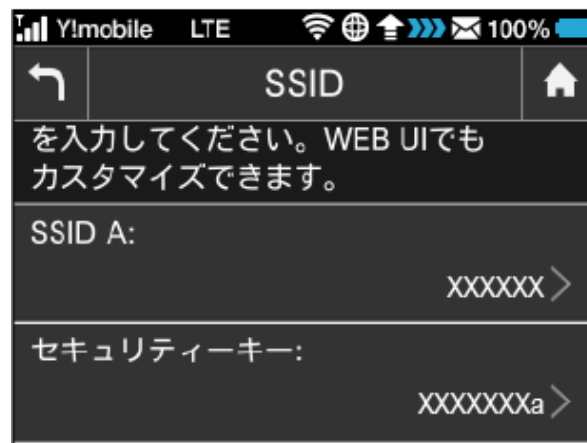 Y!mobile LTE 100%
SSID
を入力してください。WEB UIでも
カスタマイズできます。
SSID A:
XXXXXX
セキュリティーキー:
XXXXXXXa